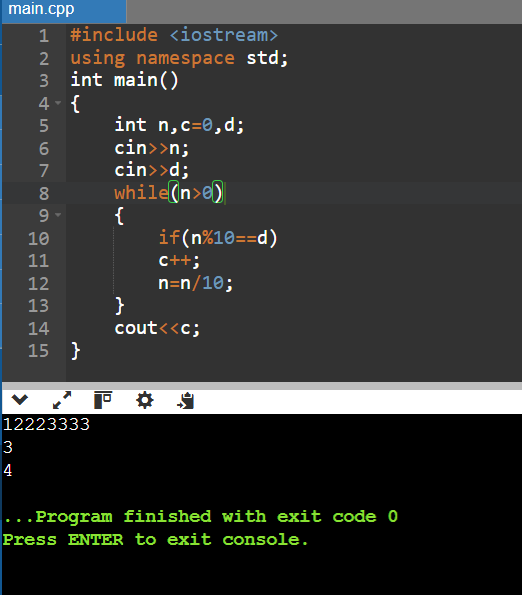 main.cpp
1 #include <iostream>
2 using namespace std;
3 int main()
4 {
5 int n,c=0,d;
6 cin>>n;
7 cin>>d;
8 while(n>0)
9 {
10 if(n%10==d)
11 c++;
12 n=n/10;
13 }
14 cout<<c;
15 }
12223333
3
4
...Program finished with exit code 0
Press ENTER to exit console.